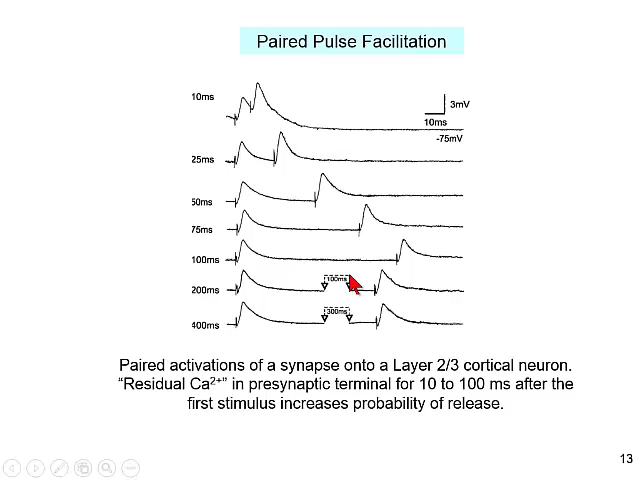 Paired Pulse Facilitation
10ms
3mV
10ms
-75mV
25ms
50ms
75ms
100ms
200ms
100ms
400ms
300ms
Paired activations of a synapse onto a Layer 2/3 cortical neuron.
“Residual Ca²⁺” in presynaptic terminal for 10 to 100 ms after the
first stimulus increases probability of release.
13